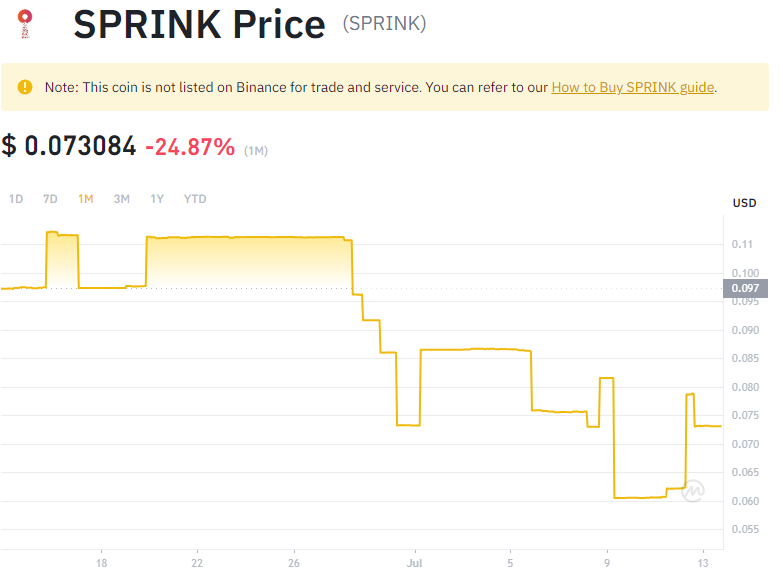 SPRINK Price (SPRINK)
Note: This coin is not listed on Binance for trade and service. You can refer to our How to Buy SPRINK guide.
$ 0.073084 -24.87% (1M)
1D 7D 1M 3M 1Y YTD
USD
0.11
0.100
0.097
0.095
0.090
0.085
0.080
0.075
0.070
0.065
0.060
0.055
18 22 26 Jul 5 9 13